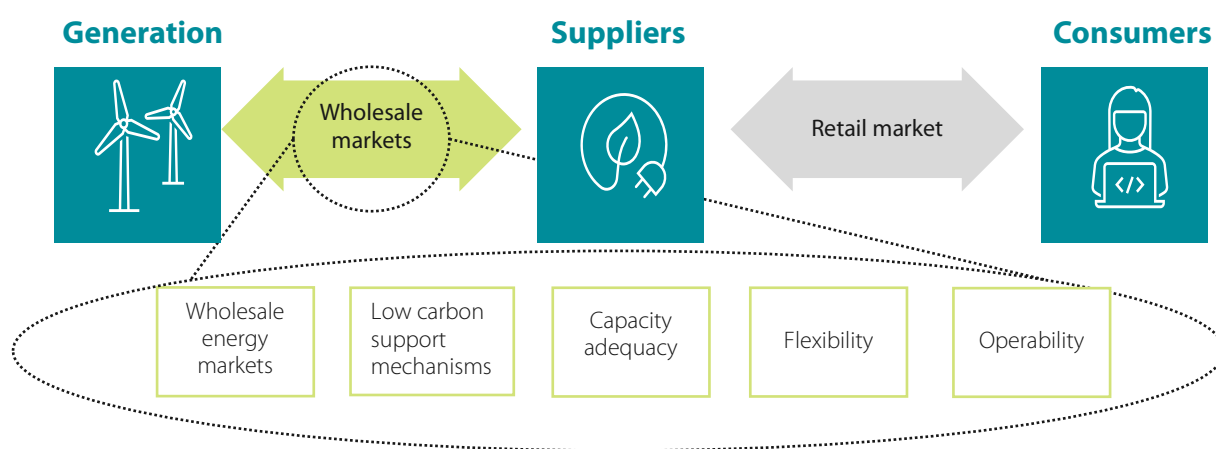 Generation
Suppliers
Consumers
Wholesale
markets
Retail market
</>
Wholesale
energy
markets
Low carbon
support
mechanisms
Capacity
adequacy
Flexibility
Operability